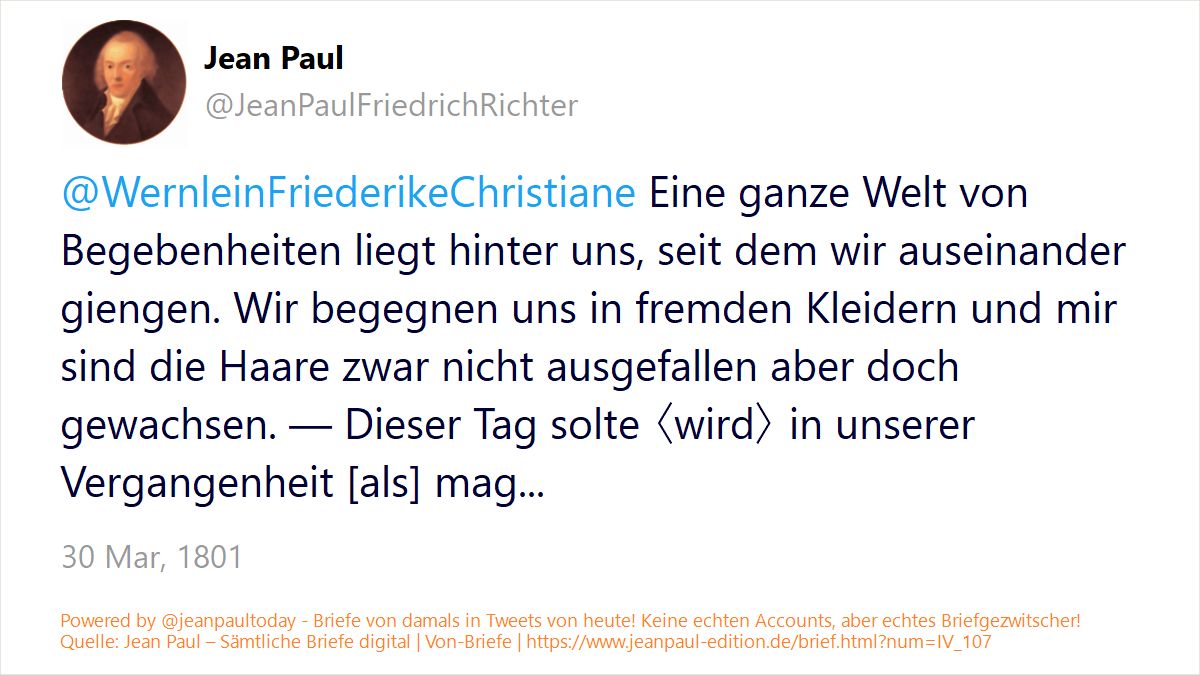 Jean Paul
@JeanPaulFriedrichRichter
@WernleinFriederikeChristiane Eine ganze Welt von
Begebenheiten liegt hinter uns, seit dem wir auseinander
giengen. Wir begegnen uns in fremden Kleidern und mir
sind die Haare zwar nicht ausgefallen aber doch
gewachsen. — Dieser Tag solte 〈wird〉 in unserer
Vergangenheit [als] mag...
30 Mar, 1801
Powered by @jeanpaultoday - Briefe von damals in Tweets von heute! Keine echten Accounts, aber echtes Briefgezwitscher!
Quelle: Jean Paul – Sämtliche Briefe digital | Von-Briefe | https://www.jeanpaul-edition.de/brief.html?num=IV_107